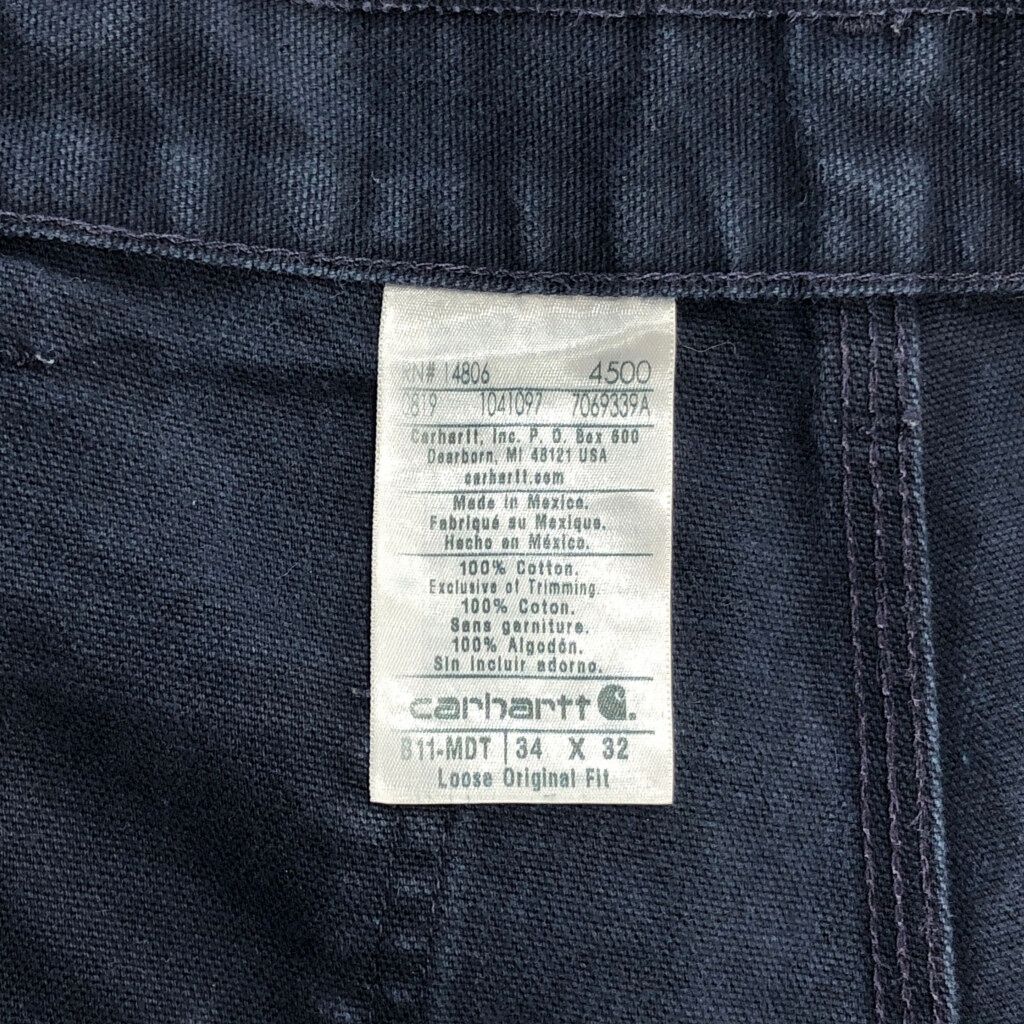 RN# 14806 4500
0819 1041097 7069339A
Carhartt, Inc. P. O. Box 600
Dearborn, MI 48121 USA
carhartt.com
Made in Mexico.
Fabriqué au Mexique.
Hecho en México.
100% Cotton.
Exclusive of Trimming.
100% Coton.
Sans garniture.
100% Algodón.
Sin incluir adorno.
carhartt
B11-MDT 34 X 32
Loose Original Fit